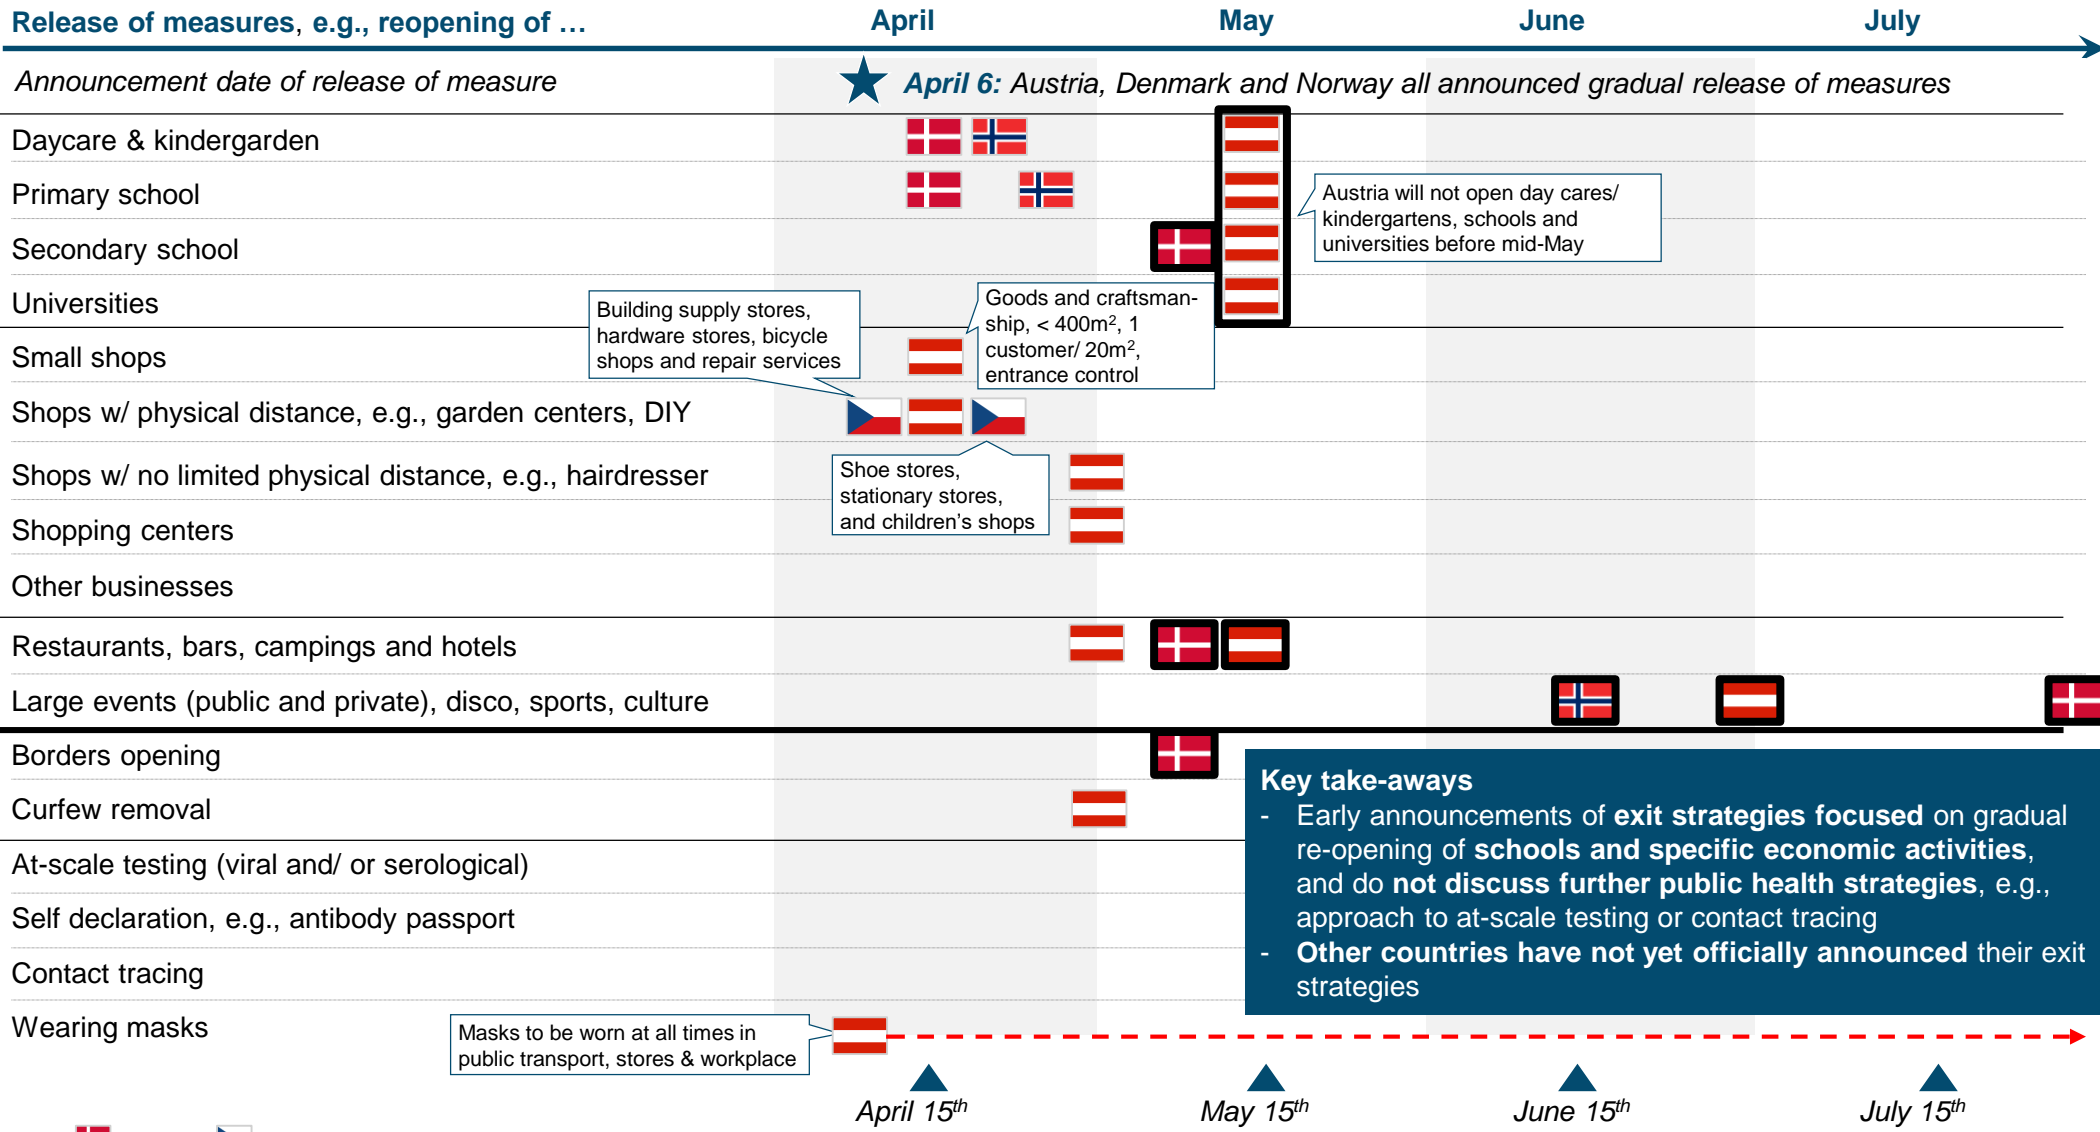 Release of measures, e.g., reopening of …
April
May
June
July
Announcement date of release of measure
April 6: Austria, Denmark and Norway all announced gradual release of measures
Daycare & kindergarden
Primary school
Austria will not open day cares/
kindergartens, schools and
universities before mid-May
Secondary school
Universities
Building supply stores,
hardware stores, bicycle
shops and repair services
Goods and craftsman-
ship, < 400m², 1
customer/ 20m²,
entrance control
Small shops
Shops w/ physical distance, e.g., garden centers, DIY
Shops w/ no limited physical distance, e.g., hairdresser
Shoe stores,
stationary stores,
and children's shops
Shopping centers
Other businesses
Restaurants, bars, campings and hotels
Large events (public and private), disco, sports, culture
Borders opening
Curfew removal
Key take-aways
- Early announcements of exit strategies focused on gradual
re-opening of schools and specific economic activities,
and do not discuss further public health strategies, e.g.,
approach to at-scale testing or contact tracing
- Other countries have not yet officially announced their exit
strategies
At-scale testing (viral and/ or serological)
Self declaration, e.g., antibody passport
Contact tracing
Wearing masks
Masks to be worn at all times in
public transport, stores & workplace
April 15th
May 15th
June 15th
July 15th